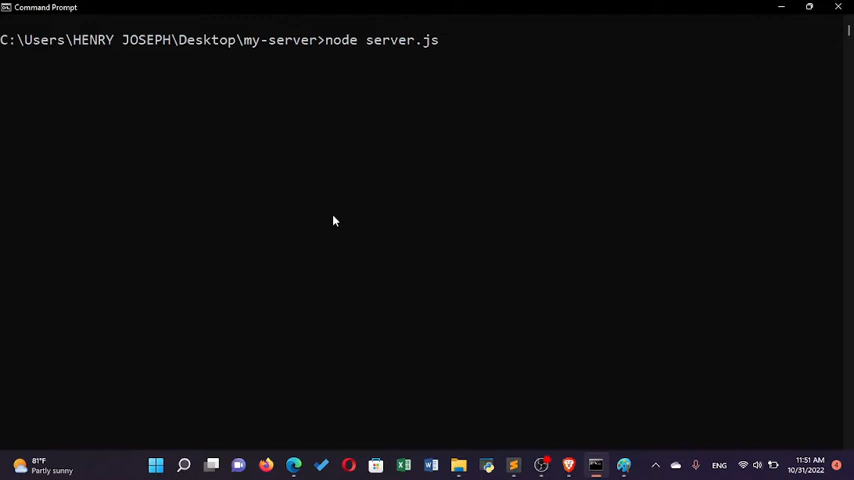 Command Prompt
C:\Users\HENRY JOSEPH\Desktop\my-server>node server.js
81°F
Partly sunny
ENG
11:51 AM
10/31/2022
4